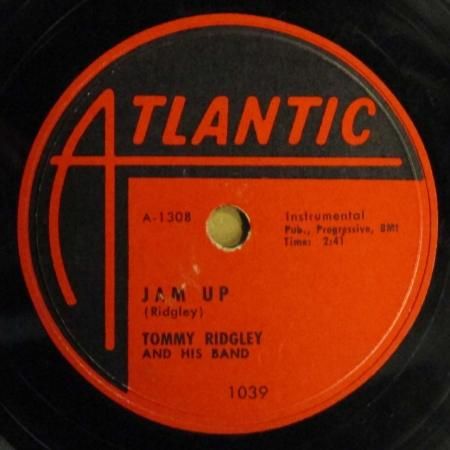 ATLANTIC
A-1308
Instrumental
Pub., Progressive, BMI
Time: 2:41
JAM UP
(Ridgley)
TOMMY RIDGLEY
AND HIS BAND
1039